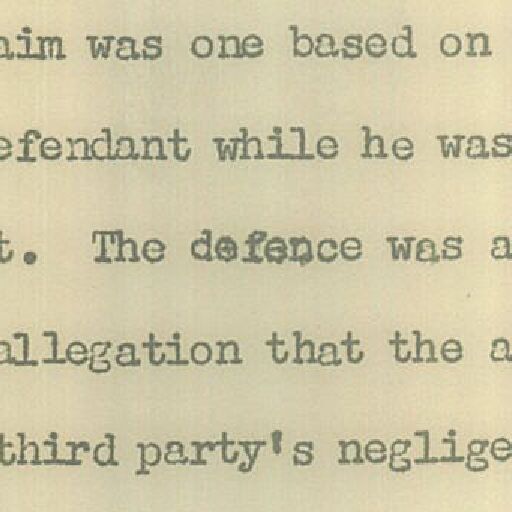 aim was one based on
efendant while he was
t. The defence was a
allegation that the a
third party's neglige